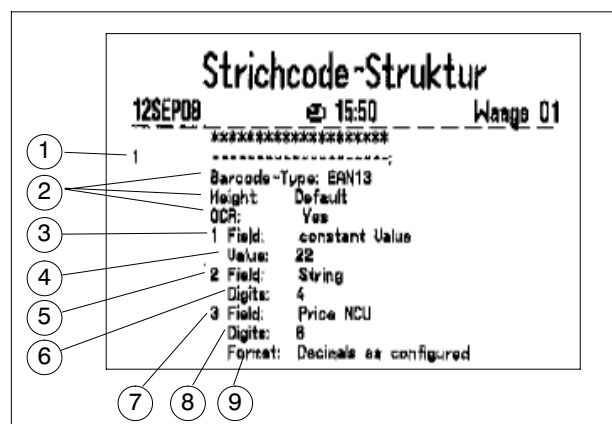 Strichcode-Struktur
12SEP08 15:50 Waage 01
********************
1 --------------------;
Barcode-Type: EAN13
Height Default
OCR: Yes
1 Field: constant Value
Value: 22
2 Field: String
Digits: 4
3 Field: Price NCU
Digits: 6
Format: Decimals as configured
1
2
3
4
5
6
7
8
9